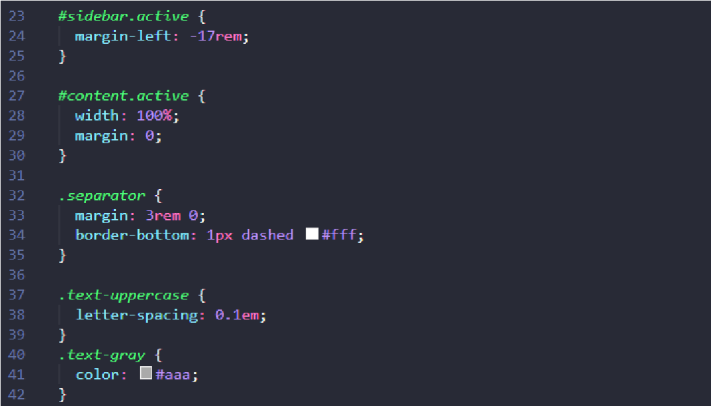 23 #sidebar.active {
24 margin-left: -17rem;
25 }
26
27 #content.active {
28 width: 100%;
29 margin: 0;
30 }
31
32 .separator {
33 margin: 3rem 0;
34 border-bottom: 1px dashed #fff;
35 }
36
37 .text-uppercase {
38 letter-spacing: 0.1em;
39 }
40 .text-gray {
41 color: #aaa;
42 }